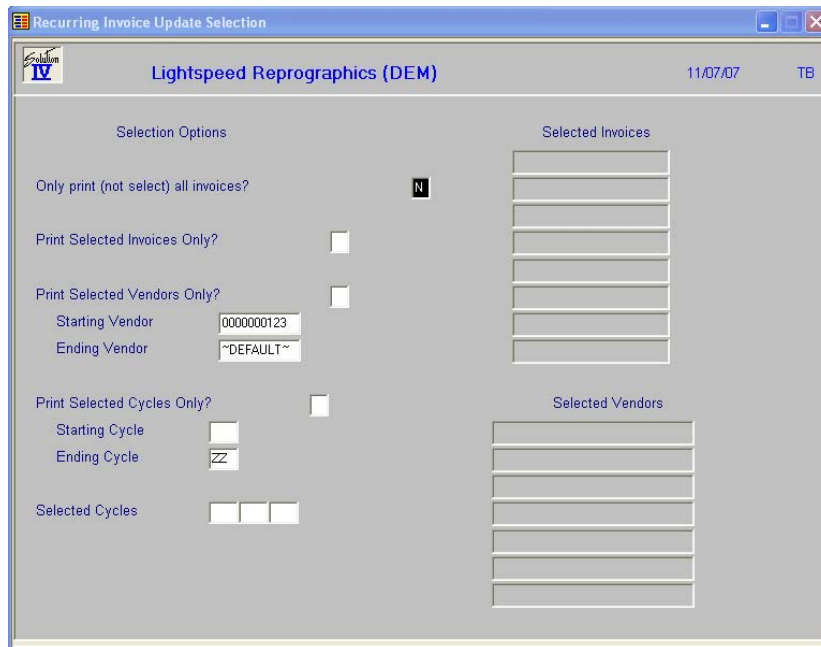 Recurring Invoice Update Selection
Solution
IV
Lightspeed Reprographics (DEM)
11/07/07
TB
Selection Options
Selected Invoices
Only print (not select) all invoices?
N
Print Selected Invoices Only?
Print Selected Vendors Only?
Starting Vendor
0000000123
Ending Vendor
~DEFAULT~
Print Selected Cycles Only?
Selected Vendors
Starting Cycle
Ending Cycle
ZZ
Selected Cycles